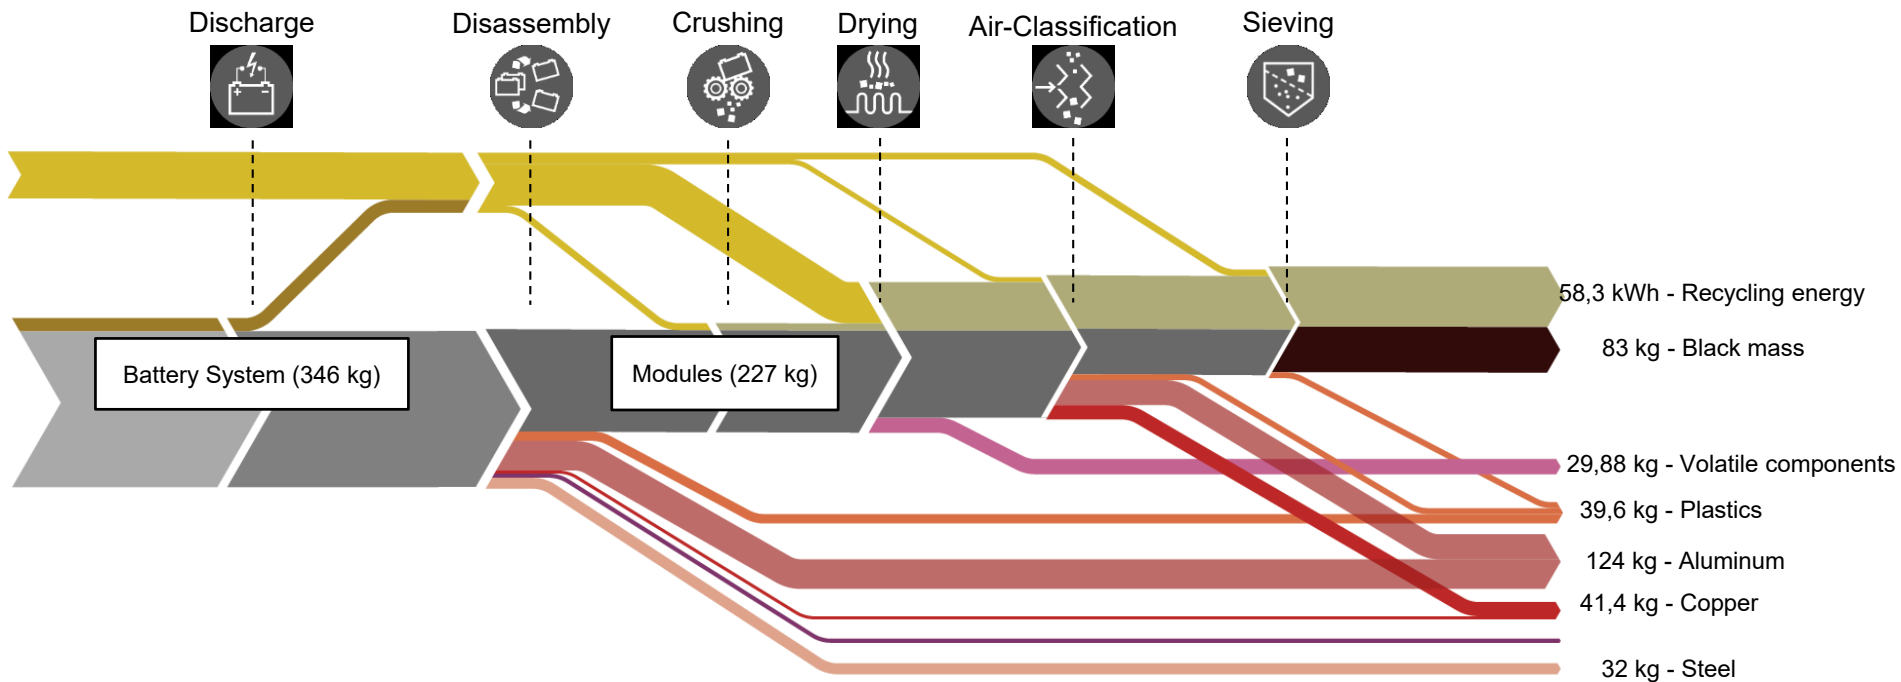 Discharge
Disassembly
Crushing
Drying
Air-Classification
Sieving
58,3 kWh - Recycling energy
83 kg - Black mass
Battery System (346 kg)
Modules (227 kg)
29,88 kg - Volatile components
39,6 kg - Plastics
124 kg - Aluminum
41,4 kg - Copper
32 kg - Steel